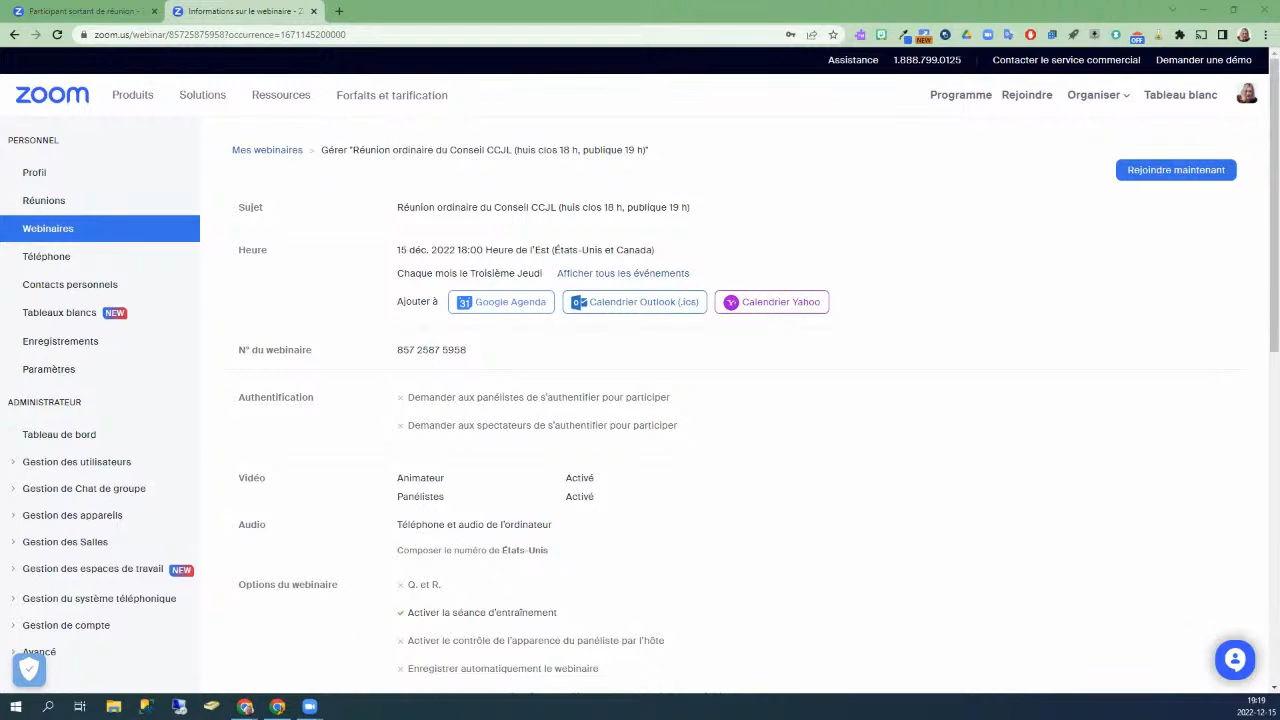 Participant sortant de réunion -
Informations sur le webinaire - Z
zoom.us/webinar/85725875958?occurrence=1671145200000
NEW
OFF
Assistance 1.888.799.0125 Contacter le service commercial Demander une démo
zoom Produits Solutions Ressources Forfaits et tarification Programme Rejoindre Organiser Tableau blanc
PERSONNEL
Profil
Réunions
Webinaires
Téléphone
Contacts personnels
Tableaux blancs NEW
Enregistrements
Paramètres
ADMINISTRATEUR
Tableau de bord
Gestion des utilisateurs
Gestion de Chat de groupe
Gestion des appareils
Gestion des Salles
Gestion des espaces de travail NEW
Gestion du système téléphonique
Gestion de compte
Avancé
Mes webinaires > Gérer "Réunion ordinaire du Conseil CCJL (huis clos 18 h, publique 19 h)"
Rejoindre maintenant
Sujet Réunion ordinaire du Conseil CCJL (huis clos 18 h, publique 19 h)
Heure 15 déc. 2022 18:00 Heure de l'Est (États-Unis et Canada)
Chaque mois le Troisième Jeudi Afficher tous les événements
Ajouter à 31 Google Agenda Calendrier Outlook (.ics) Calendrier Yahoo
N° du webinaire 857 2587 5958
Authentification Demander aux panélistes de s'authentifier pour participer
Demander aux spectateurs de s'authentifier pour participer
Vidéo Animateur Activé
Panélistes Activé
Audio Téléphone et audio de l'ordinateur
Composer le numéro de États-Unis
Options du webinaire Q. et R.
Activer la séance d'entraînement
Activer le contrôle de l'apparence du panéliste par l'hôte
Enregistrer automatiquement le webinaire
19:19
2022-12-15